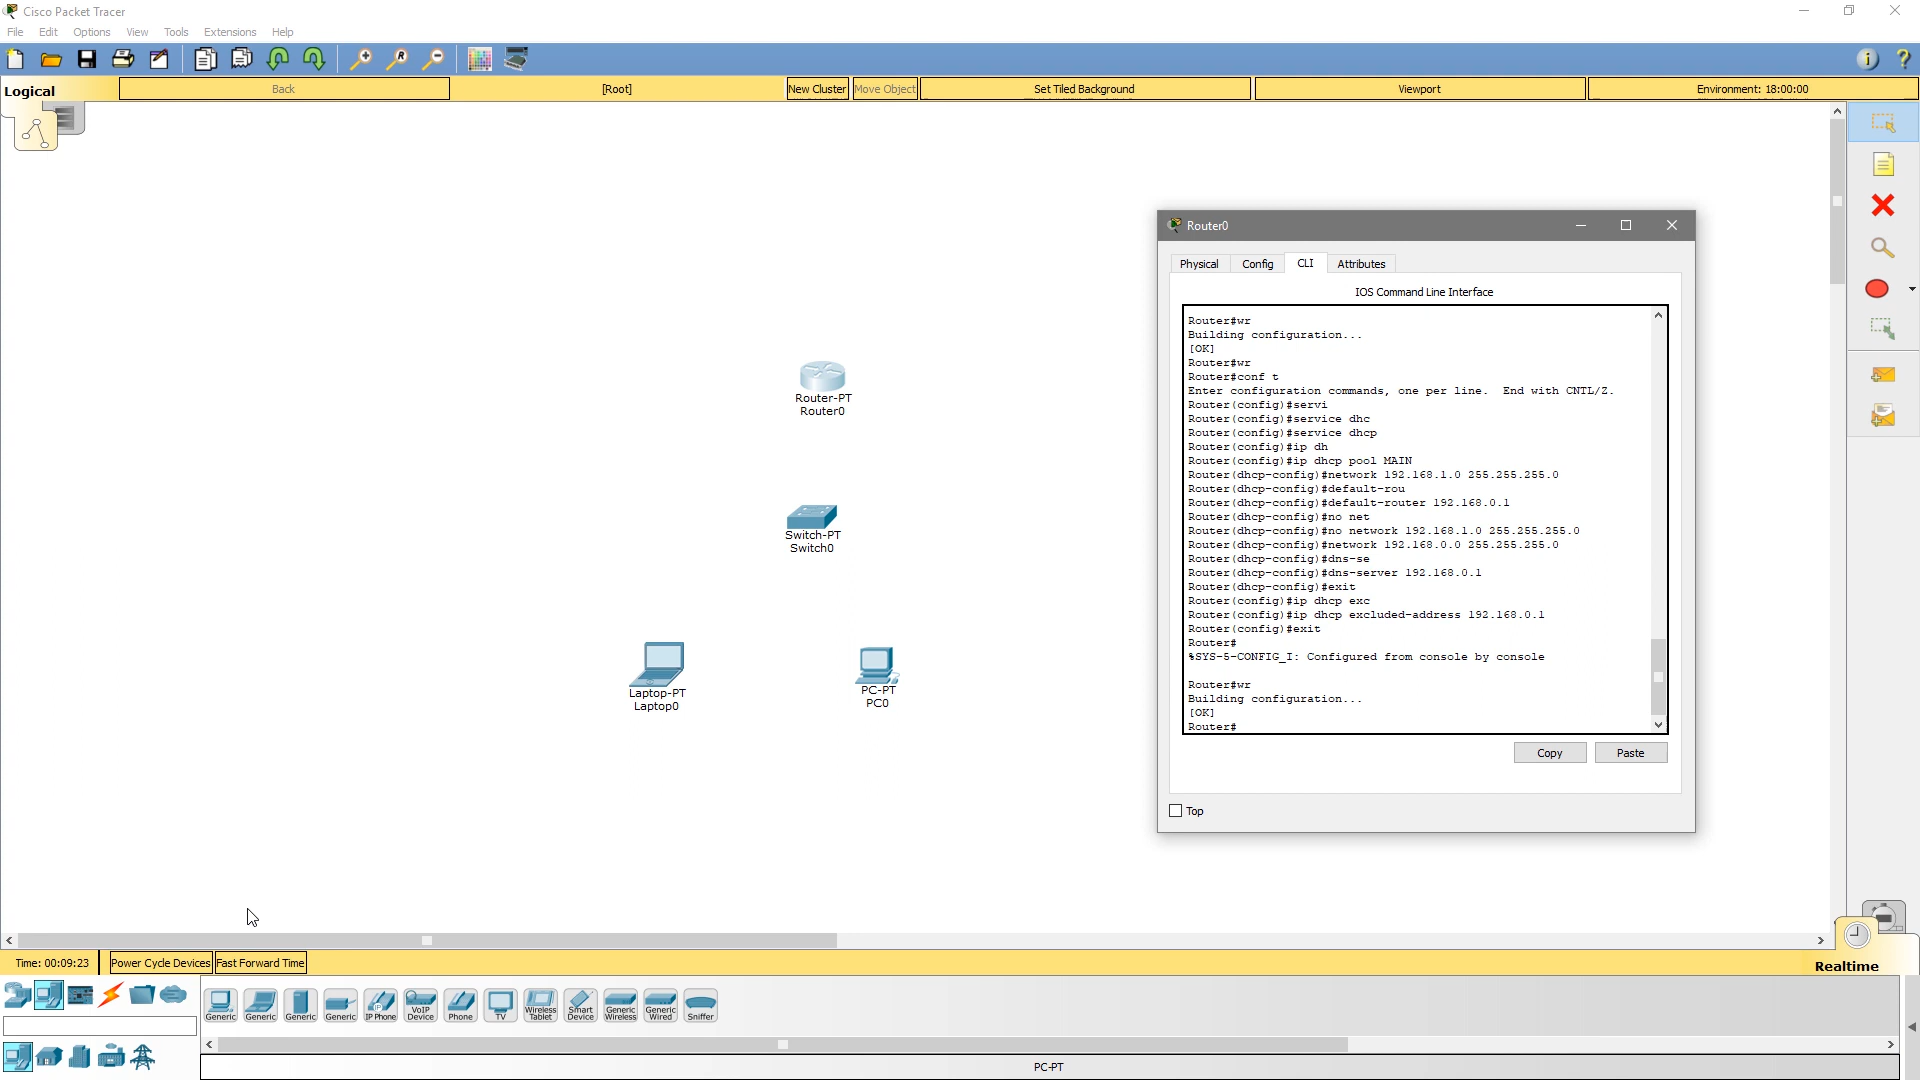 Cisco Packet Tracer
File Edit Options View Tools Extensions Help
Logical
Back
[Root]
New Cluster
Move Object
Set Tiled Background
Viewport
Environment: 18:00:00
Router0
Physical Config CLI Attributes
IOS Command Line Interface
Router#wr
Building configuration...
[OK]
Router#wr
Router#conf t
Enter configuration commands, one per line. End with CNTL/Z.
Router(config)#servi
Router(config)#service dhc
Router(config)#service dhcp
Router(config)#ip dh
Router(config)#ip dhcp pool MAIN
Router(dhcp-config)#network 192.168.1.0 255.255.255.0
Router(dhcp-config)#default-rou
Router(dhcp-config)#default-router 192.168.0.1
Router(dhcp-config)#no net
Router(dhcp-config)#no network 192.168.1.0 255.255.255.0
Router(dhcp-config)#network 192.168.0.0 255.255.255.0
Router(dhcp-config)#dns-se
Router(dhcp-config)#dns-server 192.168.0.1
Router(dhcp-config)#exit
Router(config)#ip dhcp exc
Router(config)#ip dhcp excluded-address 192.168.0.1
Router(config)#exit
Router#
%SYS-5-CONFIG_I: Configured from console by console
Router#wr
Building configuration...
[OK]
Router#
Copy Paste
Top
Router-PT
Router0
Switch-PT
Switch0
Laptop-PT
Laptop0
PC-PT
PC0
Time: 00:09:23
Power Cycle Devices
Fast Forward Time
Realtime
Generic
Generic
Generic
Generic
IP Phone
VoIP
Device
Phone
TV
Wireless
Tablet
Smart
Device
Generic
Wireless
Generic
Wired
Sniffer
PC-PT